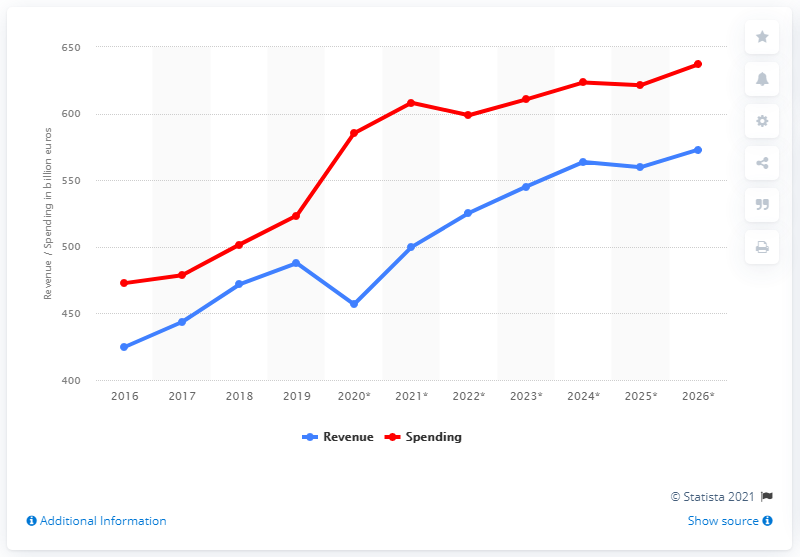 650
600
550
500
450
400
Revenue / Spending in billion euros
2016 2017 2018 2019 2020* 2021* 2022* 2023* 2024* 2025* 2026*
Revenue Spending
© Statista 2021
Additional Information Show source